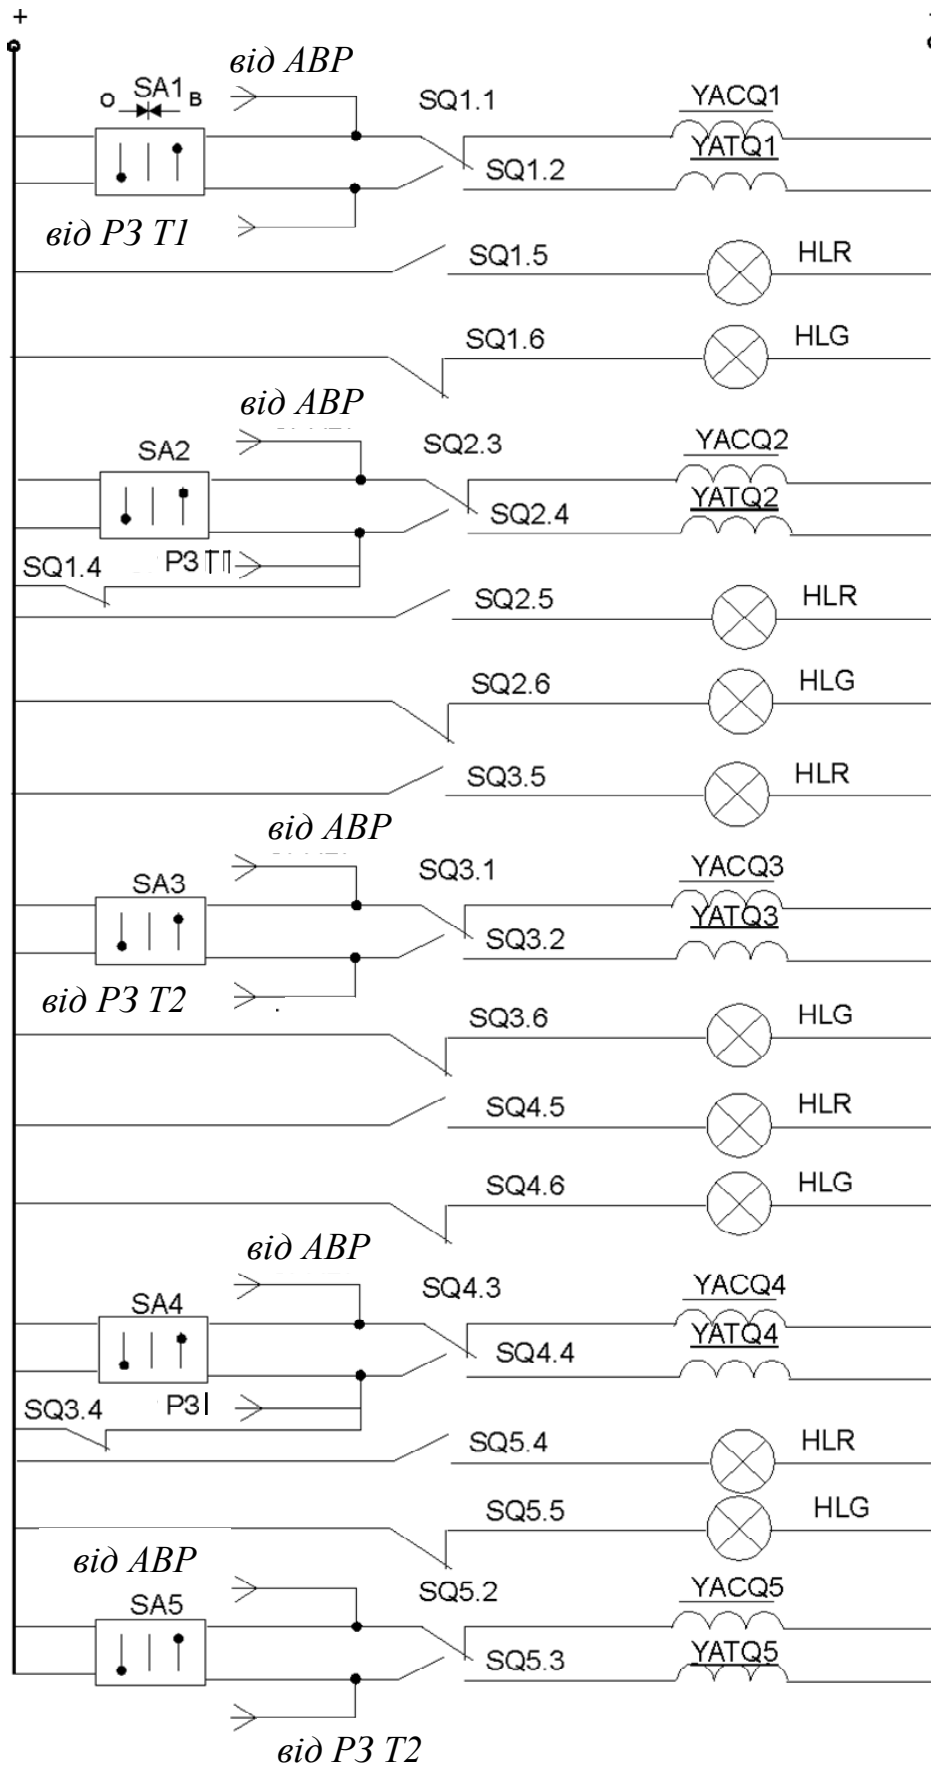 +
від АВР
О SA1 В
SQ1.1
YACQ1
YATQ1
SQ1.2
від РЗ Т1
SQ1.5
HLR
SQ1.6
HLG
від АВР
SA2
SQ2.3
YACQ2
YATQ2
SQ2.4
РЗ Т1
SQ1.4
SQ2.5
HLR
SQ2.6
HLG
SQ3.5
HLR
від АВР
SA3
SQ3.1
YACQ3
YATQ3
SQ3.2
від РЗ Т2
SQ3.6
HLG
SQ4.5
HLR
SQ4.6
HLG
від АВР
SA4
SQ4.3
YACQ4
YATQ4
SQ4.4
SQ3.4
РЗ
SQ5.4
HLR
SQ5.5
HLG
від АВР
SA5
SQ5.2
YACQ5
YATQ5
SQ5.3
від РЗ Т2